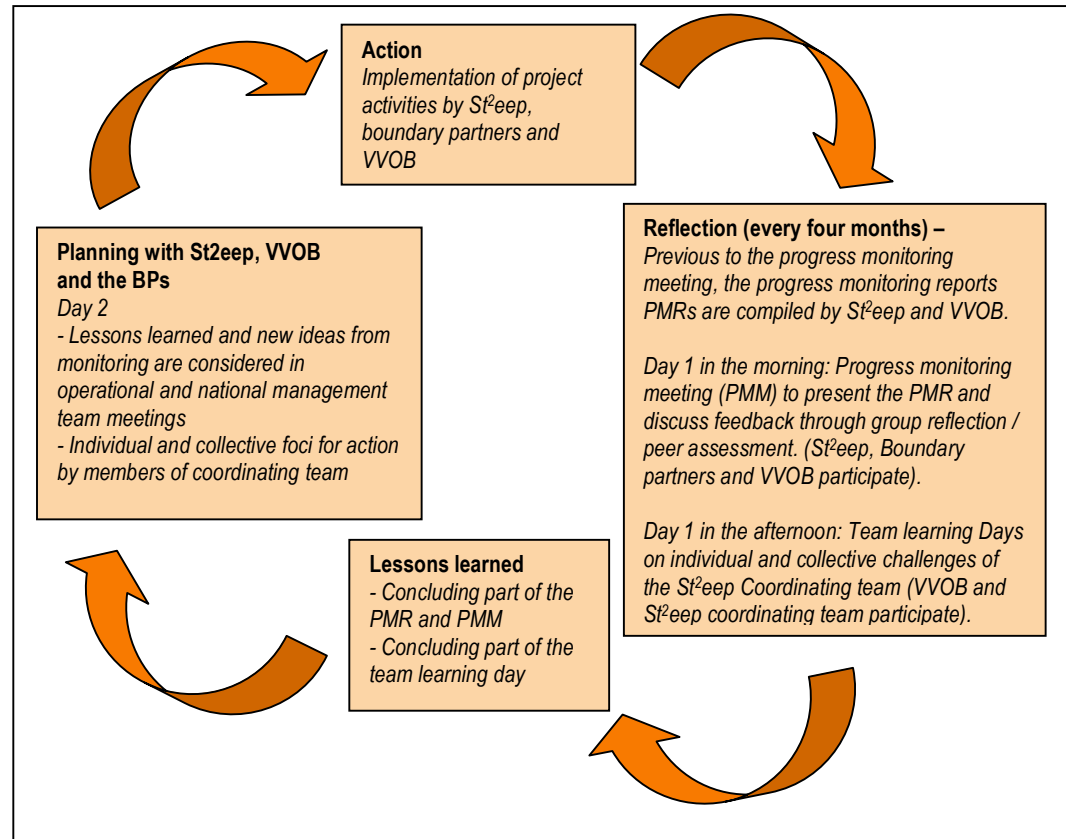 Action
Implementation of project
activities by St²eep,
boundary partners and
VVOB
Reflection (every four months) –
Previous to the progress monitoring
meeting, the progress monitoring reports
PMRs are compiled by St²eep and VVOB.
Day 1 in the morning: Progress monitoring
meeting (PMM) to present the PMR and
discuss feedback through group reflection /
peer assessment. (St²eep, Boundary
partners and VVOB participate).
Day 1 in the afternoon: Team learning Days
on individual and collective challenges of
the St²eep Coordinating team (VVOB and
St²eep coordinating team participate).
Lessons learned
- Concluding part of the
PMR and PMM
- Concluding part of the
team learning day
Planning with St2eep, VVOB
and the BPs
Day 2
- Lessons learned and new ideas from
monitoring are considered in
operational and national management
team meetings
- Individual and collective foci for action
by members of coordinating team